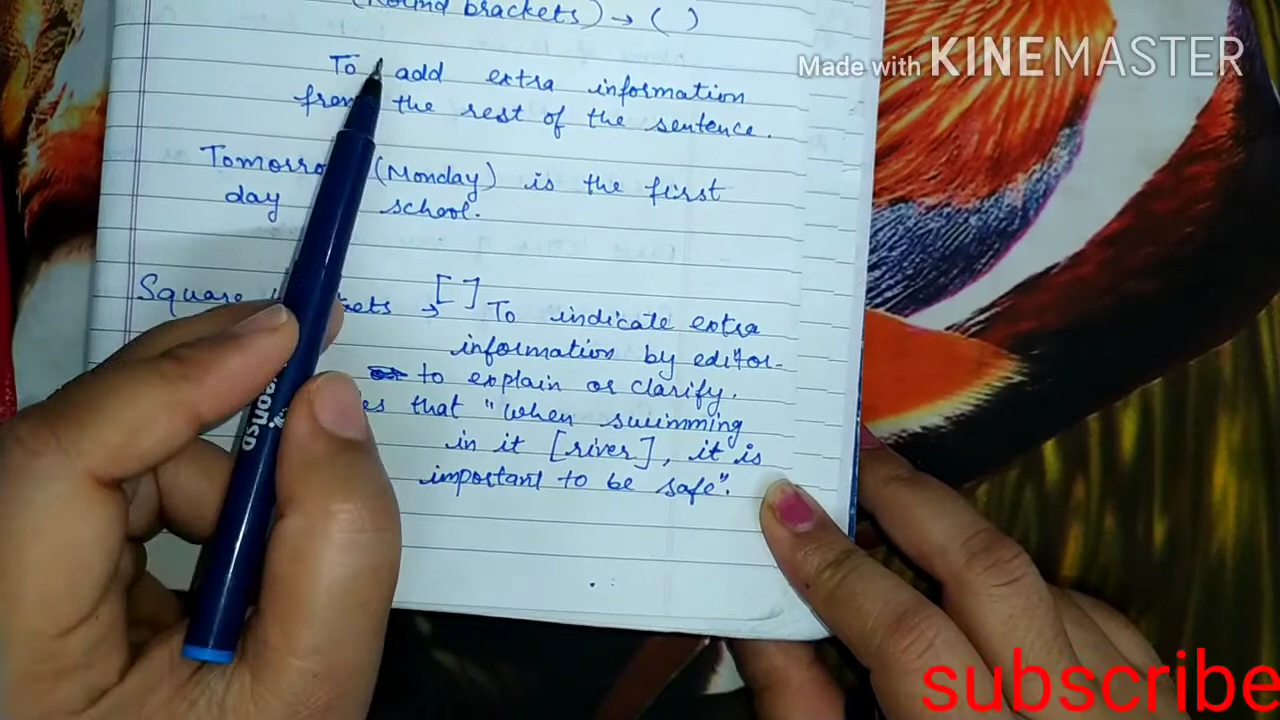 (Round brackets) → ( )
Made with KINEMASTER
To add extra information
from the rest of the sentence.
(Monday) is the first
day school.
Square → [ ] To indicate extra
information by editor-
to explain or clarify.
that "when swimming
in it [river], it is
important to be safe".
subscribe